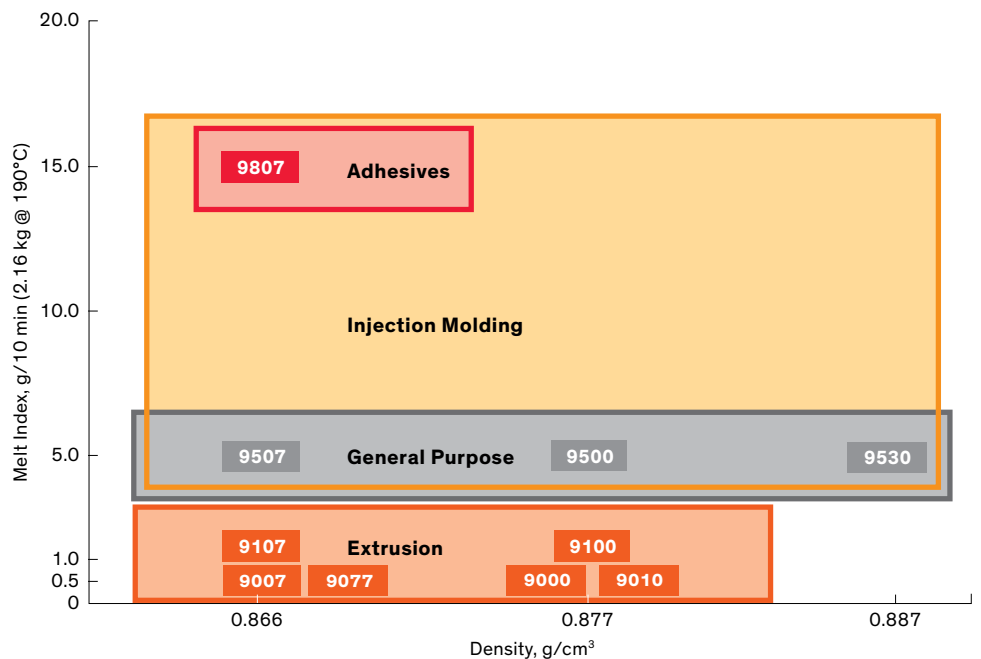 20.0
15.0
10.0
5.0
1.0
0.5
0
Melt Index, g/10 min (2.16 kg @ 190°C)
9807 Adhesives
Injection Molding
9507 General Purpose 9500 9530
9107 Extrusion 9100
9007 9077 9000 9010
0.866 0.877 0.887
Density, g/cm³